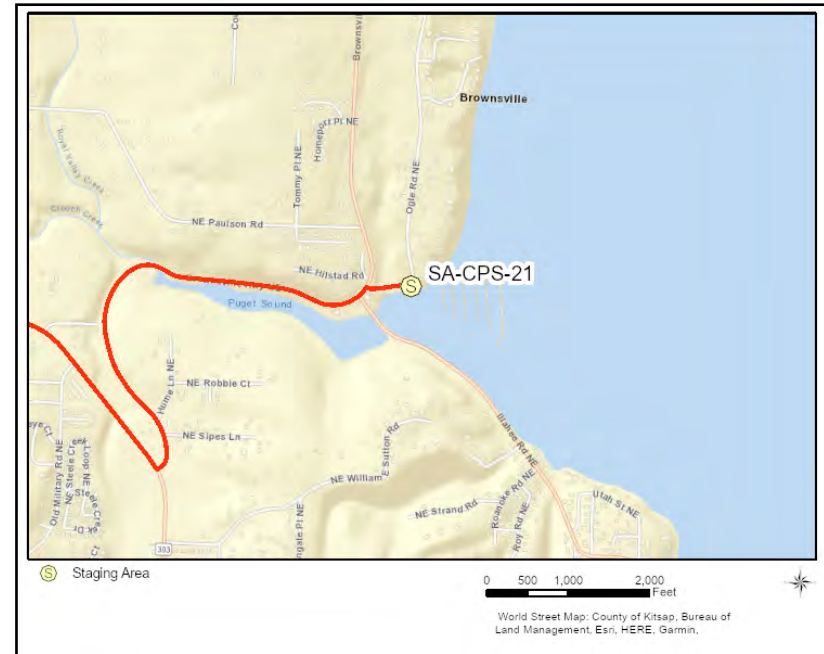 Brownsville
Homeport Pl NE
Tommy Pl NE
Ogle Rd NE
Royal Valley Creek
Crouch Creek
NE Paulson Rd
NE Hilstad Rd
SA-CPS-21
S
Puget Sound
Hume Ln NE
NE Robbie Ct
NE Sipes Ln
Illahee Rd NE
E Sutton Rd
NE William
Old Military Rd NE
NE Steele Creek
Loop NE
NE Strand Rd
Roanoke Rd NE
Roy Rd NE
Utah St NE
303
S Staging Area
0 500 1,000 2,000
Feet
World Street Map: County of Kitsap, Bureau of
Land Management, Esri, HERE, Garmin,